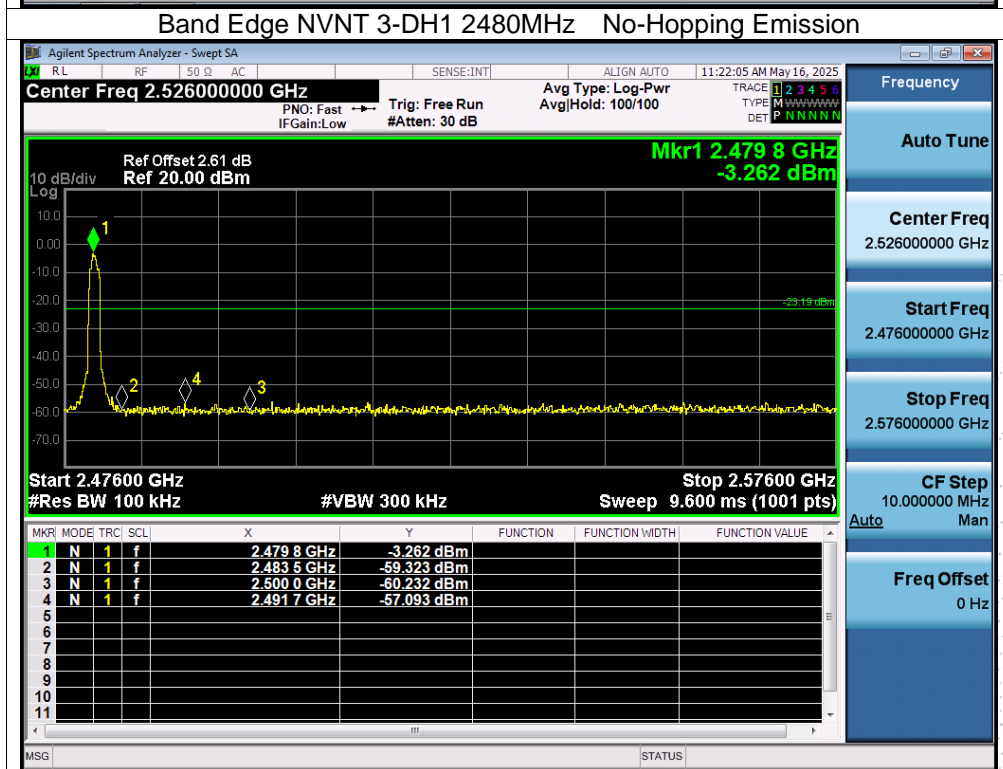 Band Edge NVNT 3-DH1 2480MHz No-Hopping Emission
Agilent Spectrum Analyzer - Swept SA
LXI RL RF 50 Ω AC SENSE:INT ALIGN AUTO 11:22:05 AM May 16, 2025
Center Freq 2.526000000 GHz
PNO: Fast
IFGain:Low
Trig: Free Run
#Atten: 30 dB
Avg Type: Log-Pwr
Avg|Hold: 100/100
TRACE 1 2 3 4 5 6
TYPE M WWWWW
DET P N N N N N
Frequency
Auto Tune
Center Freq
2.526000000 GHz
Start Freq
2.476000000 GHz
Stop Freq
2.576000000 GHz
CF Step
10.000000 MHz
Auto Man
Freq Offset
0 Hz
Mkr1 2.479 8 GHz
-3.262 dBm
Ref Offset 2.61 dB
10 dB/div Ref 20.00 dBm
Log
10.0
0.00
-10.0
-20.0
-30.0
-40.0
-50.0
-60.0
-70.0
1
-23.19 dBm
2
4
3
Start 2.47600 GHz Stop 2.57600 GHz
#Res BW 100 kHz #VBW 300 kHz Sweep 9.600 ms (1001 pts)
MKR MODE TRC SCL X Y FUNCTION FUNCTION WIDTH FUNCTION VALUE
1 N 1 f 2.479 8 GHz -3.262 dBm
2 N 1 f 2.483 5 GHz -59.323 dBm
3 N 1 f 2.500 0 GHz -60.232 dBm
4 N 1 f 2.491 7 GHz -57.093 dBm
5
6
7
8
9
10
11
MSG STATUS